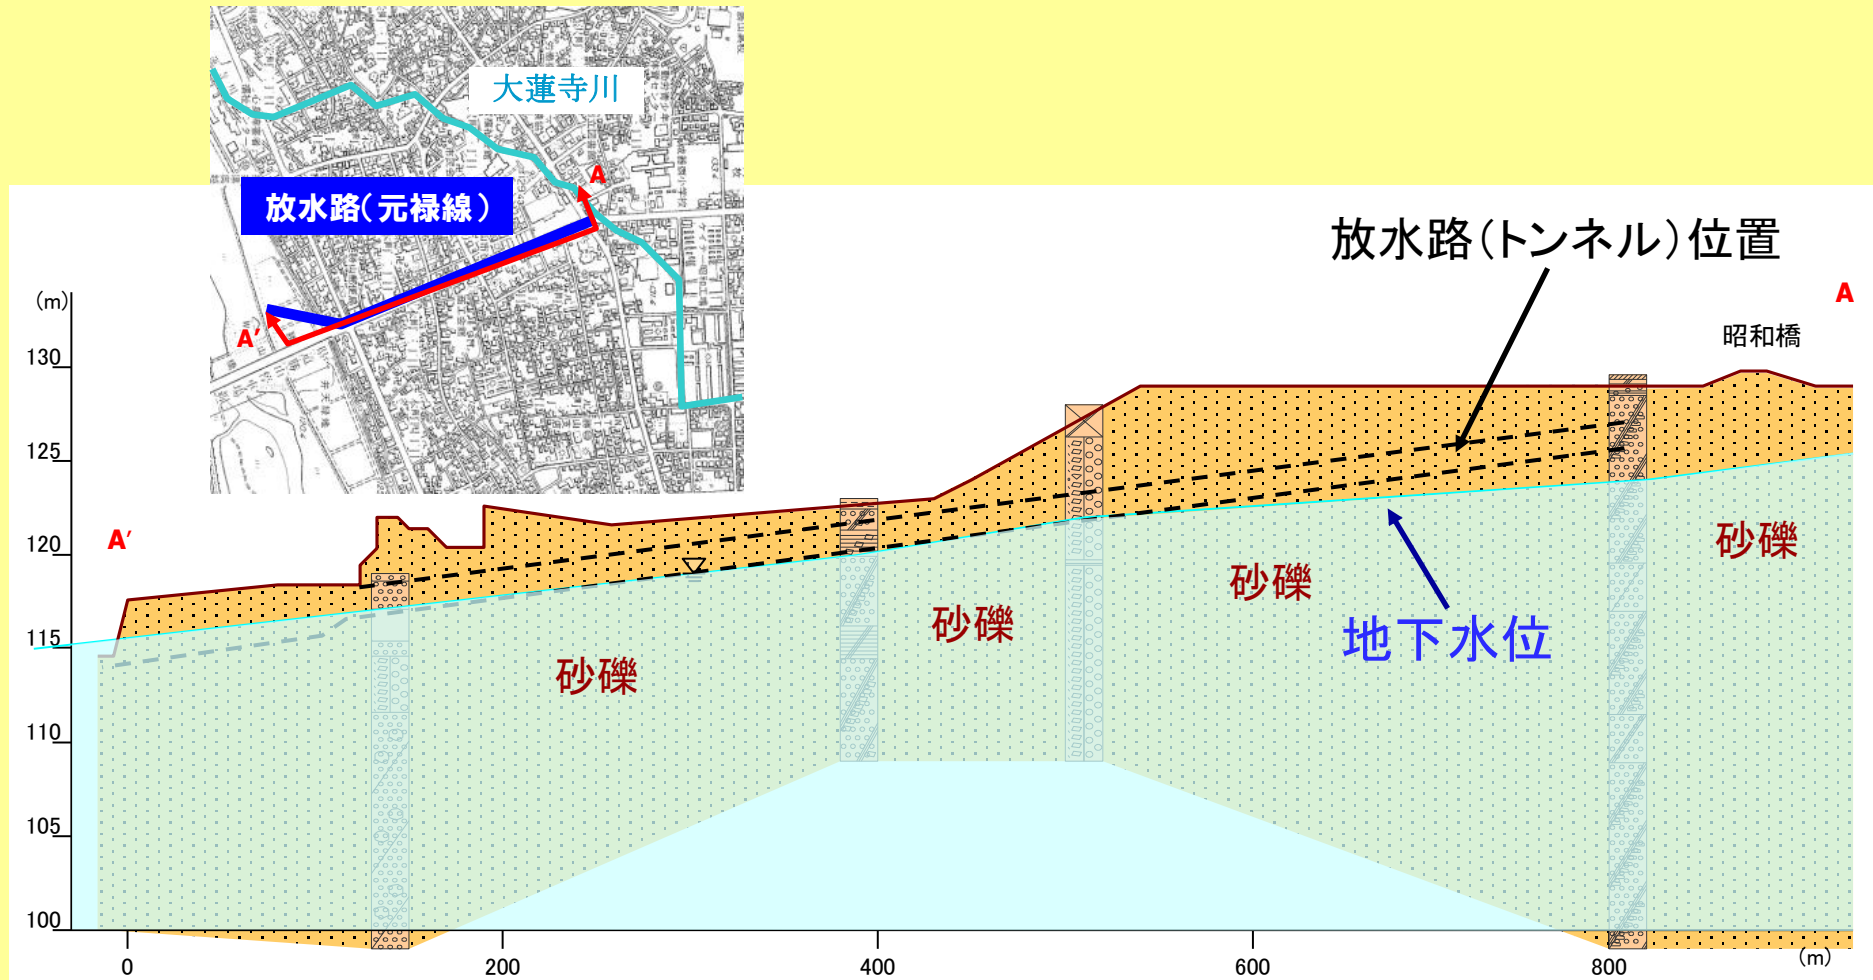 大蓮寺川
A
放水路(元禄線)
A'
放水路(トンネル)位置
(m)
A
昭和橋
130
125
120
115
110
105
100
A'
砂礫
砂礫
砂礫
砂礫
地下水位
0
200
400
600
800
(m)